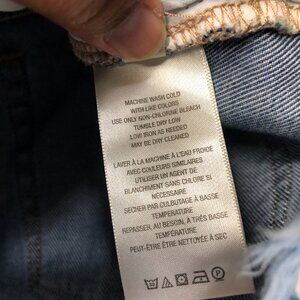 MACHINE WASH COLD
WITH LIKE COLORS
USE ONLY NON-CHLORINE BLEACH
TUMBLE DRY LOW
LOW IRON AS NEEDED
MAY BE DRY CLEANED
LAVER À LA MACHINE À L'EAU FROIDE
AVEC COULEURS SIMILAIRES
UTILISER UN AGENT DE
BLANCHIMENT SANS CHLORE SI
NÉCESSAIRE
SÉCHER PAR CULBUTAGE À BASSE
TEMPÉRATURE
REPASSER, AU BESOIN, À TRÈS BASSE
TEMPÉRATURE
PEUT-ÊTRE ÊTRE NETTOYÉE À SEC